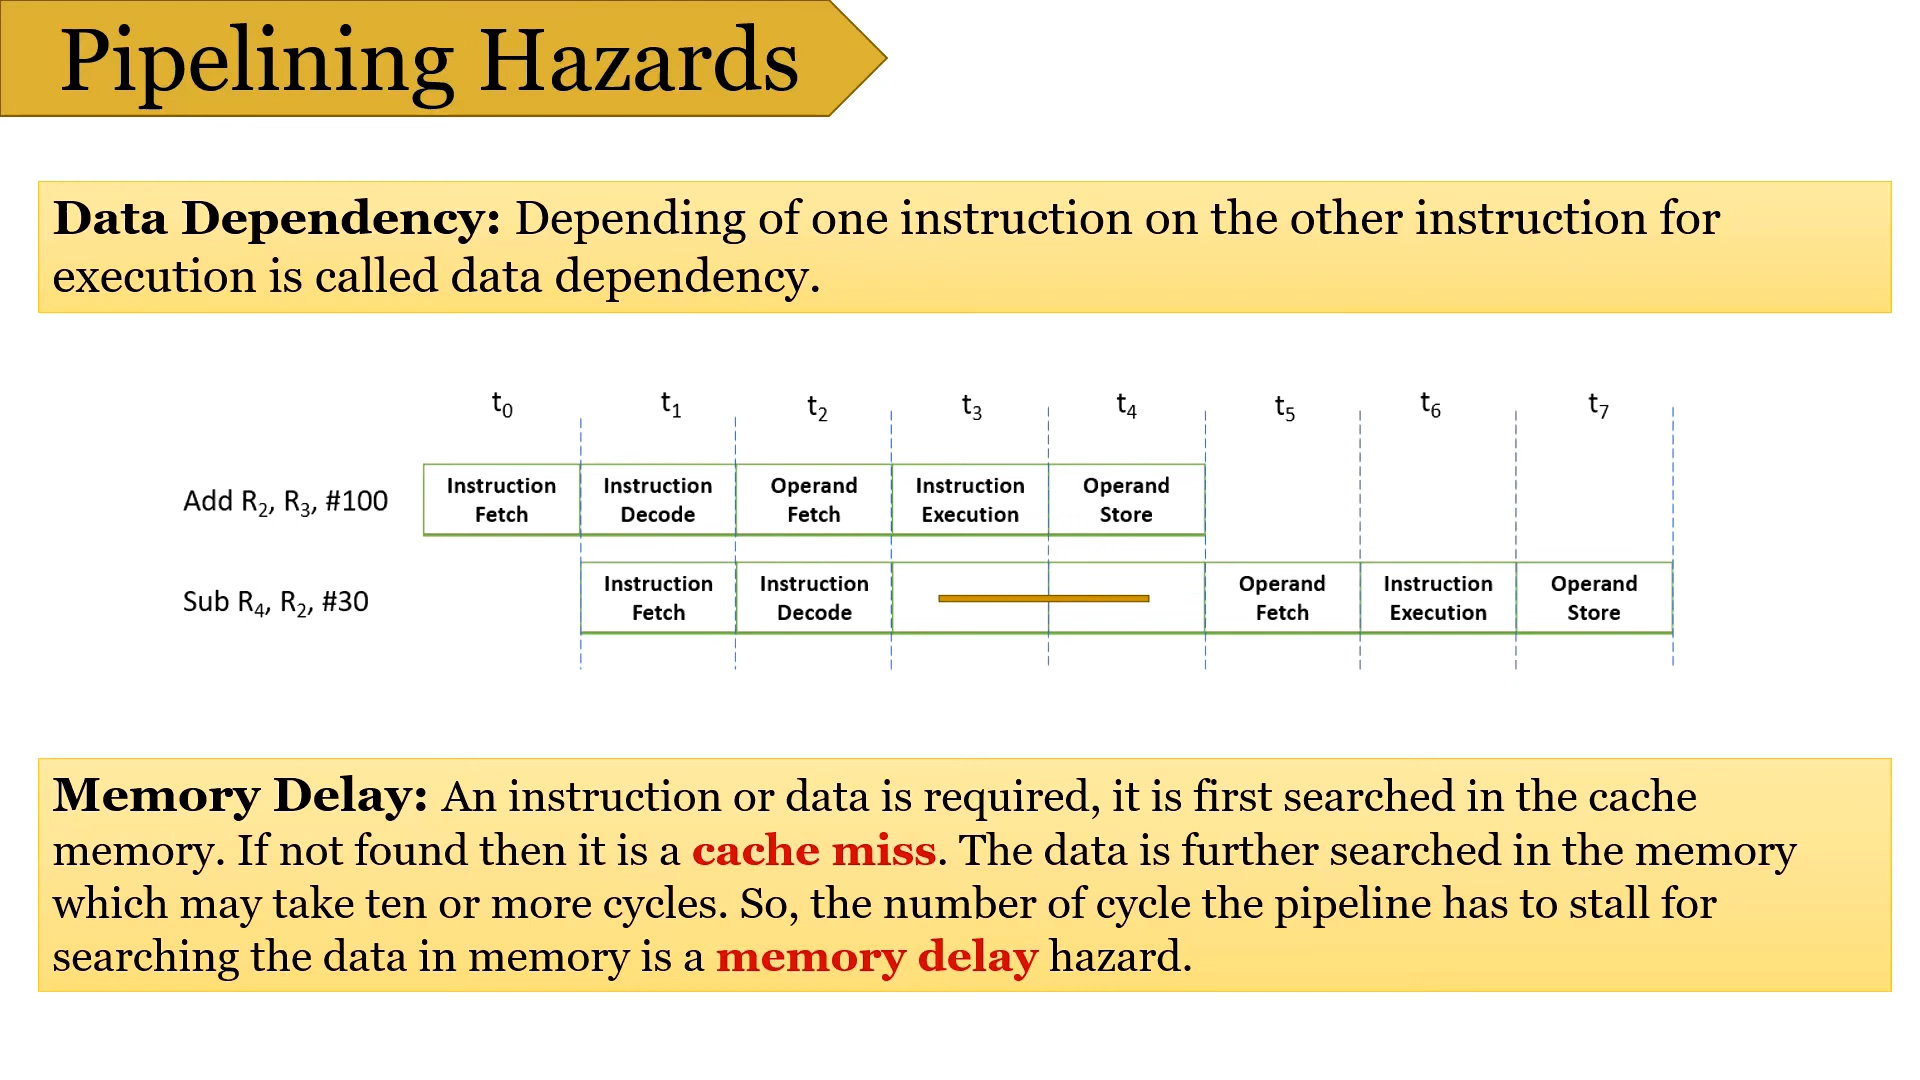 Pipelining Hazards
Data Dependency: Depending of one instruction on the other instruction for
execution is called data dependency.
t₀ t₁ t₂ t₃ t₄ t₅ t₆ t₇
Add R₂, R₃, #100
Instruction Fetch
Instruction Decode
Operand Fetch
Instruction Execution
Operand Store
Sub R₄, R₂, #30
Instruction Fetch
Instruction Decode
Operand Fetch
Instruction Execution
Operand Store
Memory Delay: An instruction or data is required, it is first searched in the cache
memory. If not found then it is a cache miss. The data is further searched in the memory
which may take ten or more cycles. So, the number of cycle the pipeline has to stall for
searching the data in memory is a memory delay hazard.